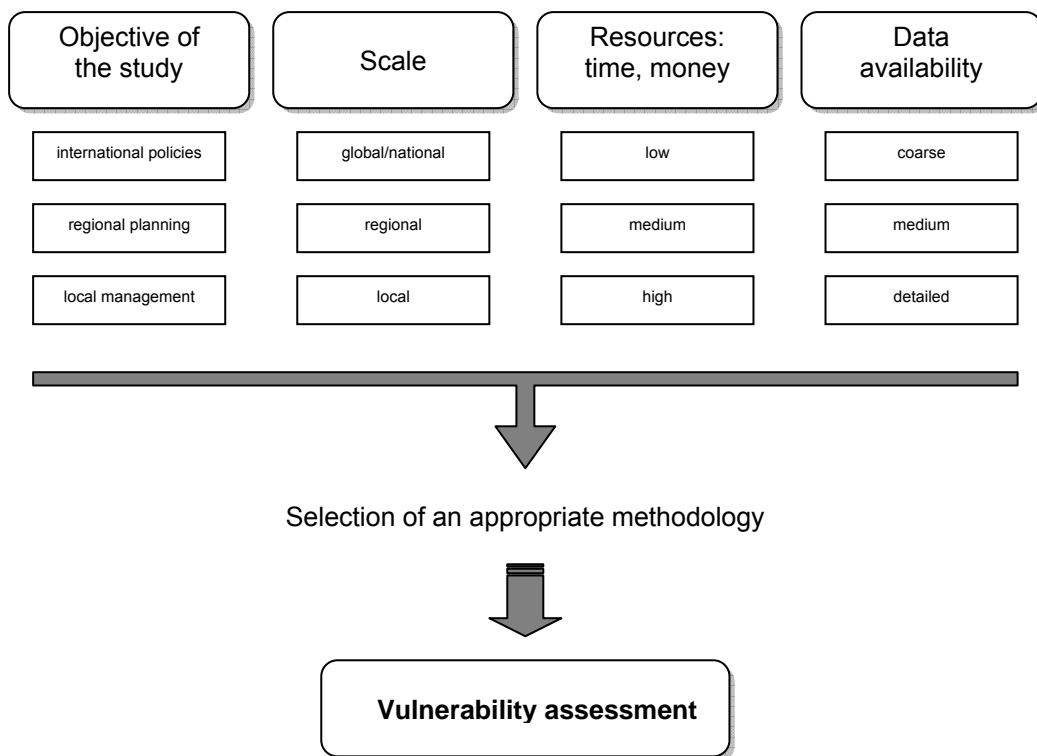 Objective of
the study
Scale
Resources:
time, money
Data
availability
international policies
global/national
low
coarse
regional planning
regional
medium
medium
local management
local
high
detailed
Selection of an appropriate methodology
Vulnerability assessment